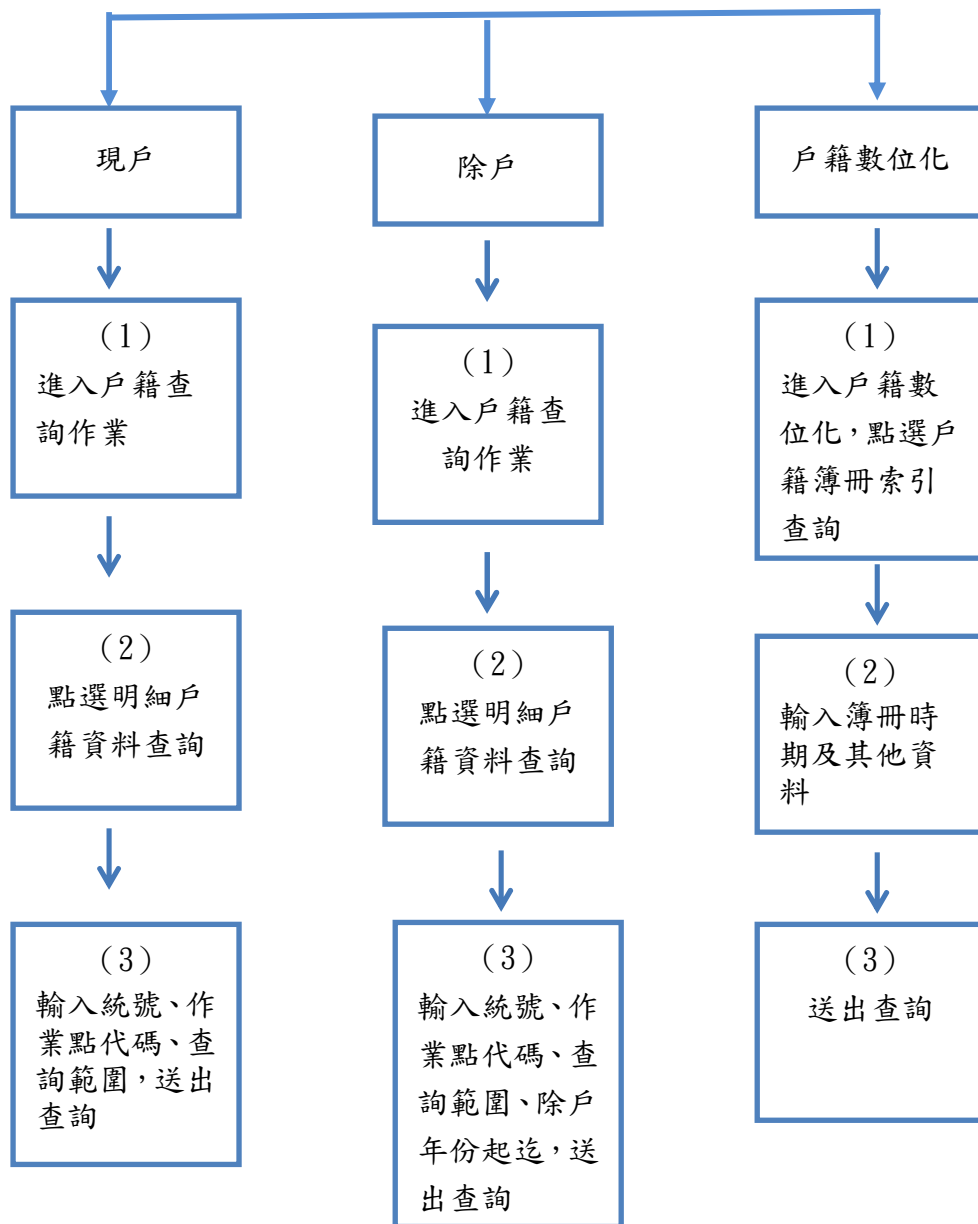 現戶
(1)
進入戶籍查
詢作業
(2)
點選明細戶
籍資料查詢
(3)
輸入統號、作
業點代碼、查
詢範圍，送出
查詢
除戶
(1)
進入戶籍查
詢作業
(2)
點選明細戶
籍資料查詢
(3)
輸入統號、作
業點代碼、查
詢範圍、除戶
年份起迄，送
出查詢
戶籍數位化
(1)
進入戶籍數
位化，點選戶
籍簿冊索引
查詢
(2)
輸入簿冊時
期及其他資
料
(3)
送出查詢